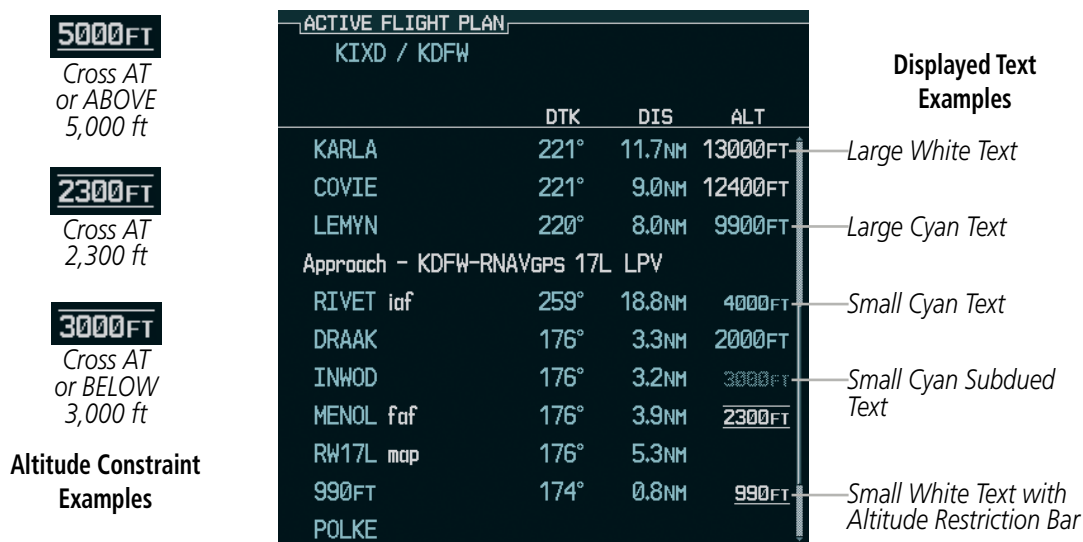 5000FT
Cross AT
or ABOVE
5,000 ft
2300FT
Cross AT
2,300 ft
3000FT
Cross AT
or BELOW
3,000 ft
Altitude Constraint
Examples
ACTIVE FLIGHT PLAN
KIXD / KDFW
DTK DIS ALT
KARLA 221° 11.7NM 13000FT
COVIE 221° 9.0NM 12400FT
LEMYN 220° 8.0NM 9900FT
Approach – KDFW-RNAVGPS 17L LPV
RIVET iaf 259° 18.8NM 4000FT
DRAAK 176° 3.3NM 2000FT
INWOD 176° 3.2NM 3000FT
MENOL faf 176° 3.9NM 2300FT
RW17L map 176° 5.3NM
990FT 174° 0.8NM 990FT
POLKE
Displayed Text
Examples
Large White Text
Large Cyan Text
Small Cyan Text
Small Cyan Subdued
Text
Small White Text with
Altitude Restriction Bar